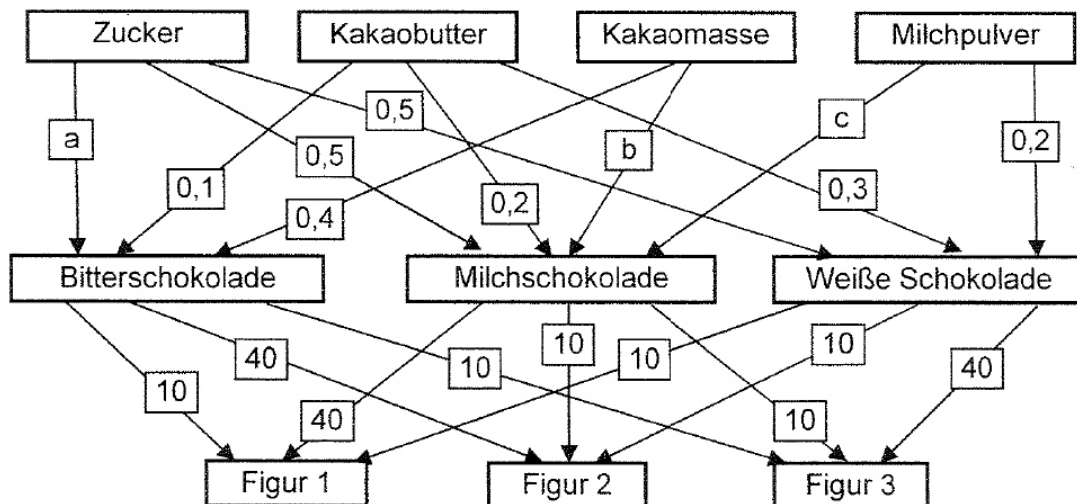 Zucker Kakaobutter Kakaomasse Milchpulver
a 0,1 0,5 0,5 0,2 0,4 b 0,3 c 0,2
Bitterschokolade Milchschokolade Weiße Schokolade
10 40 10 40 10 10 10 10 40
Figur 1 Figur 2 Figur 3